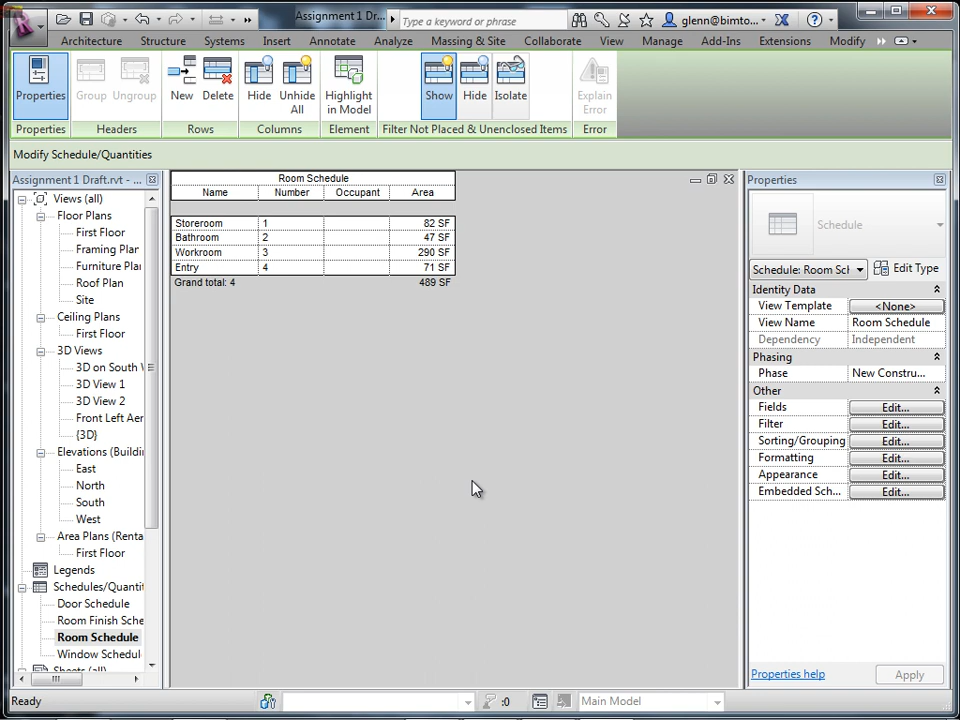 Assignment 1 Dr...
Type a keyword or phrase
glenn@bimto...
Architecture Structure Systems Insert Annotate Analyze Massing & Site Collaborate View Manage Add-Ins Extensions Modify
Properties Group Ungroup New Delete Hide Unhide All Highlight in Model Show Hide Isolate Explain Error
Properties Headers Rows Columns Element Filter Not Placed & Unenclosed Items Error
Modify Schedule/Quantities
Assignment 1 Draft.rvt - ...
Views (all)
Floor Plans
First Floor
Framing Plar
Furniture Pla
Roof Plan
Site
Ceiling Plans
First Floor
3D Views
3D on South
3D View 1
3D View 2
Front Left Aer
{3D}
Elevations (Buildi
East
North
South
West
Area Plans (Renta
First Floor
Legends
Schedules/Quantit
Door Schedule
Room Finish Sche
Room Schedule
Window Schedul
Sheets (all)
Room Schedule
Name Number Occupant Area
Storeroom 1 82 SF
Bathroom 2 47 SF
Workroom 3 290 SF
Entry 4 71 SF
Grand total: 4 489 SF
Properties
Schedule
Schedule: Room Scl
Edit Type
Identity Data
View Template <None>
View Name Room Schedule
Dependency Independent
Phasing
Phase New Constru...
Other
Fields Edit...
Filter Edit...
Sorting/Grouping Edit...
Formatting Edit...
Appearance Edit...
Embedded Sch... Edit...
Properties help
Apply
Ready
:0
Main Model